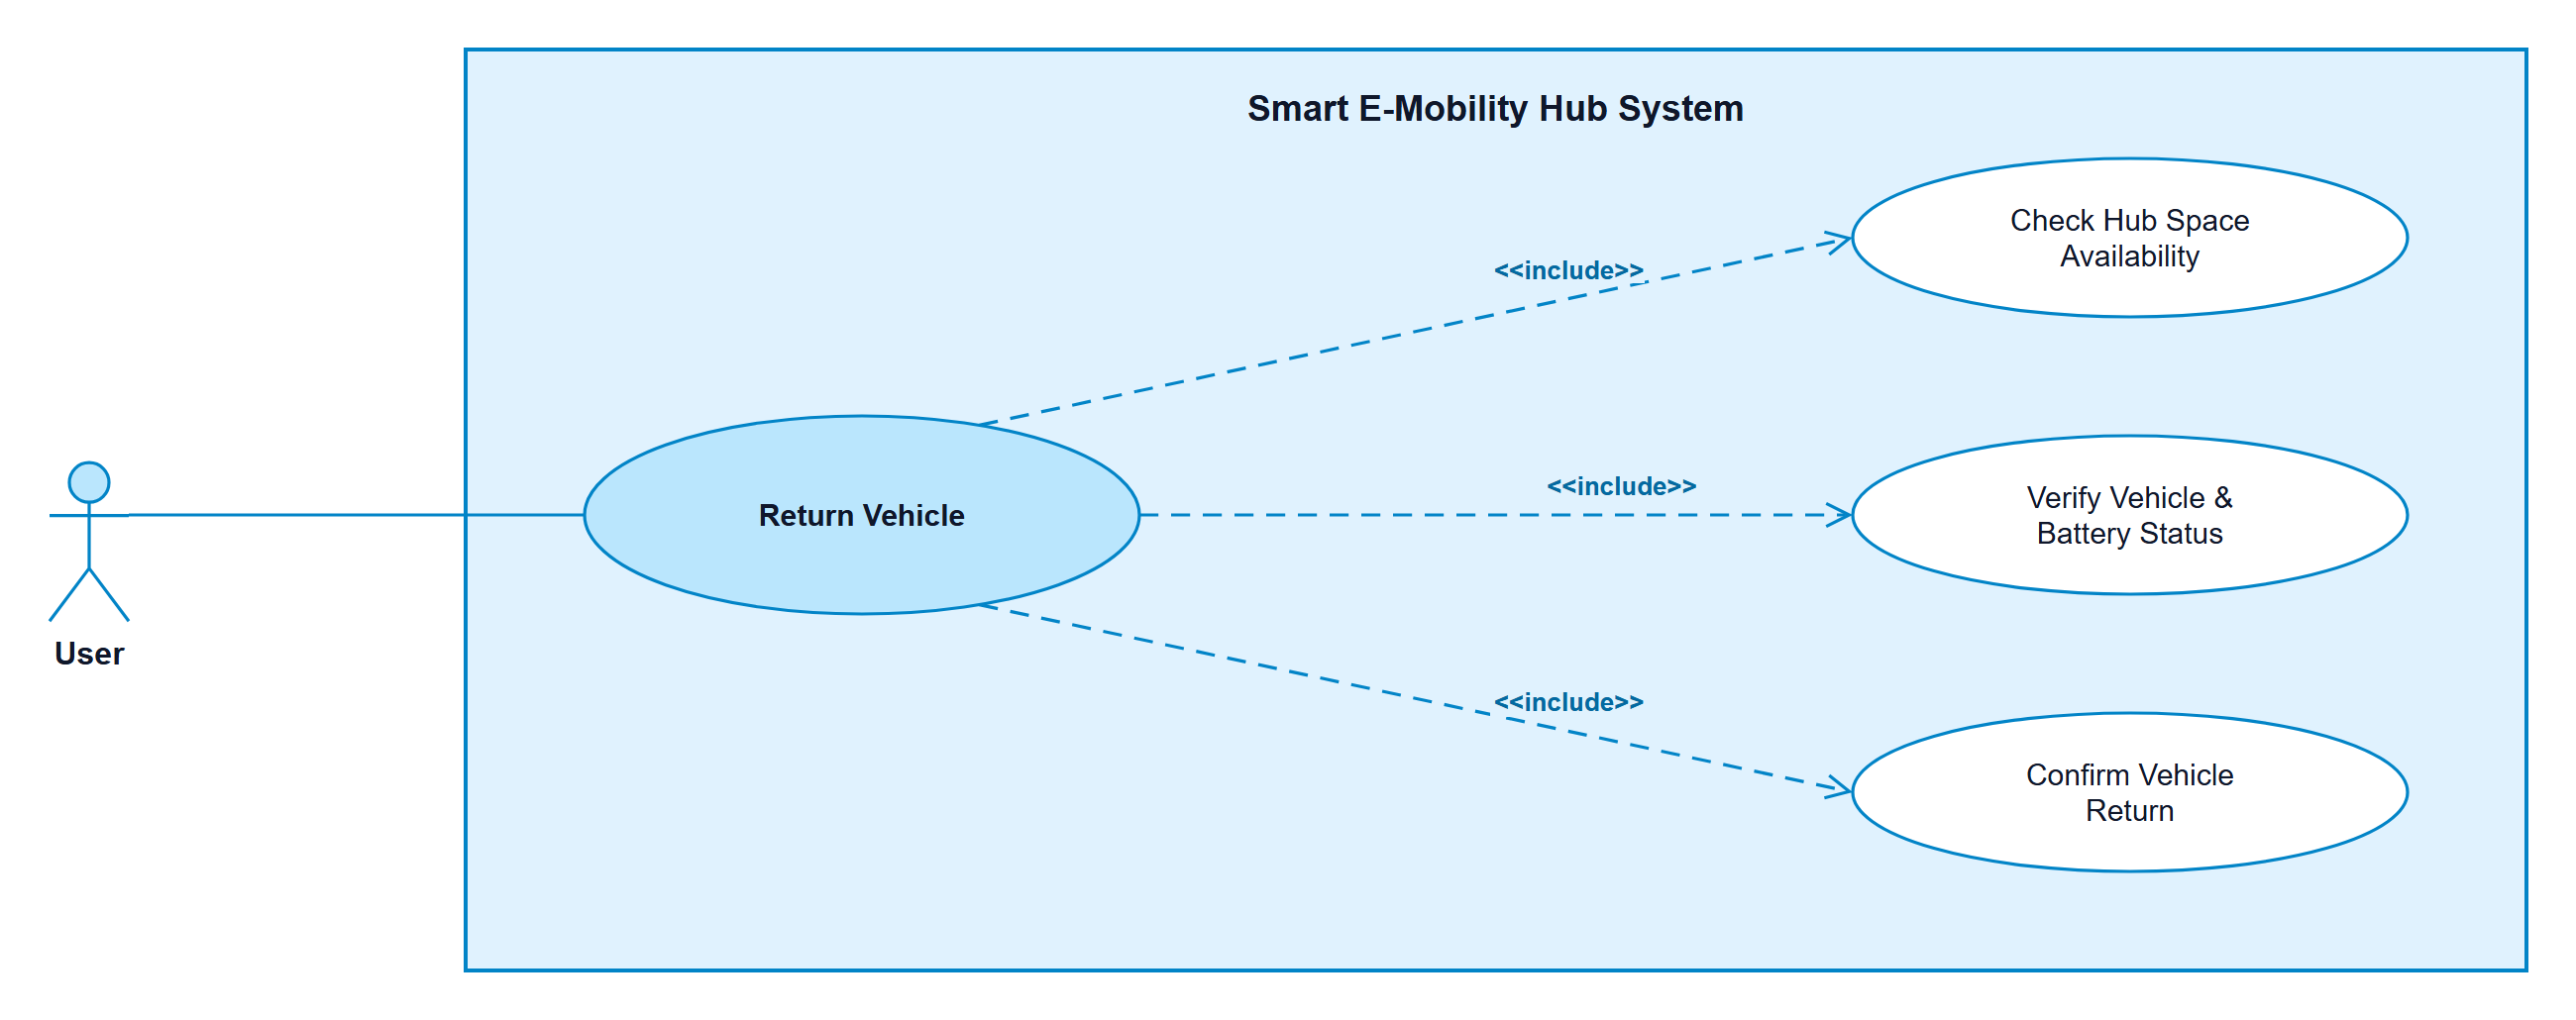 Smart E-Mobility Hub System
Check Hub Space
Availability
<<include>>
<<include>>
Verify Vehicle &
Battery Status
Return Vehicle
User
<<include>>
Confirm Vehicle
Return